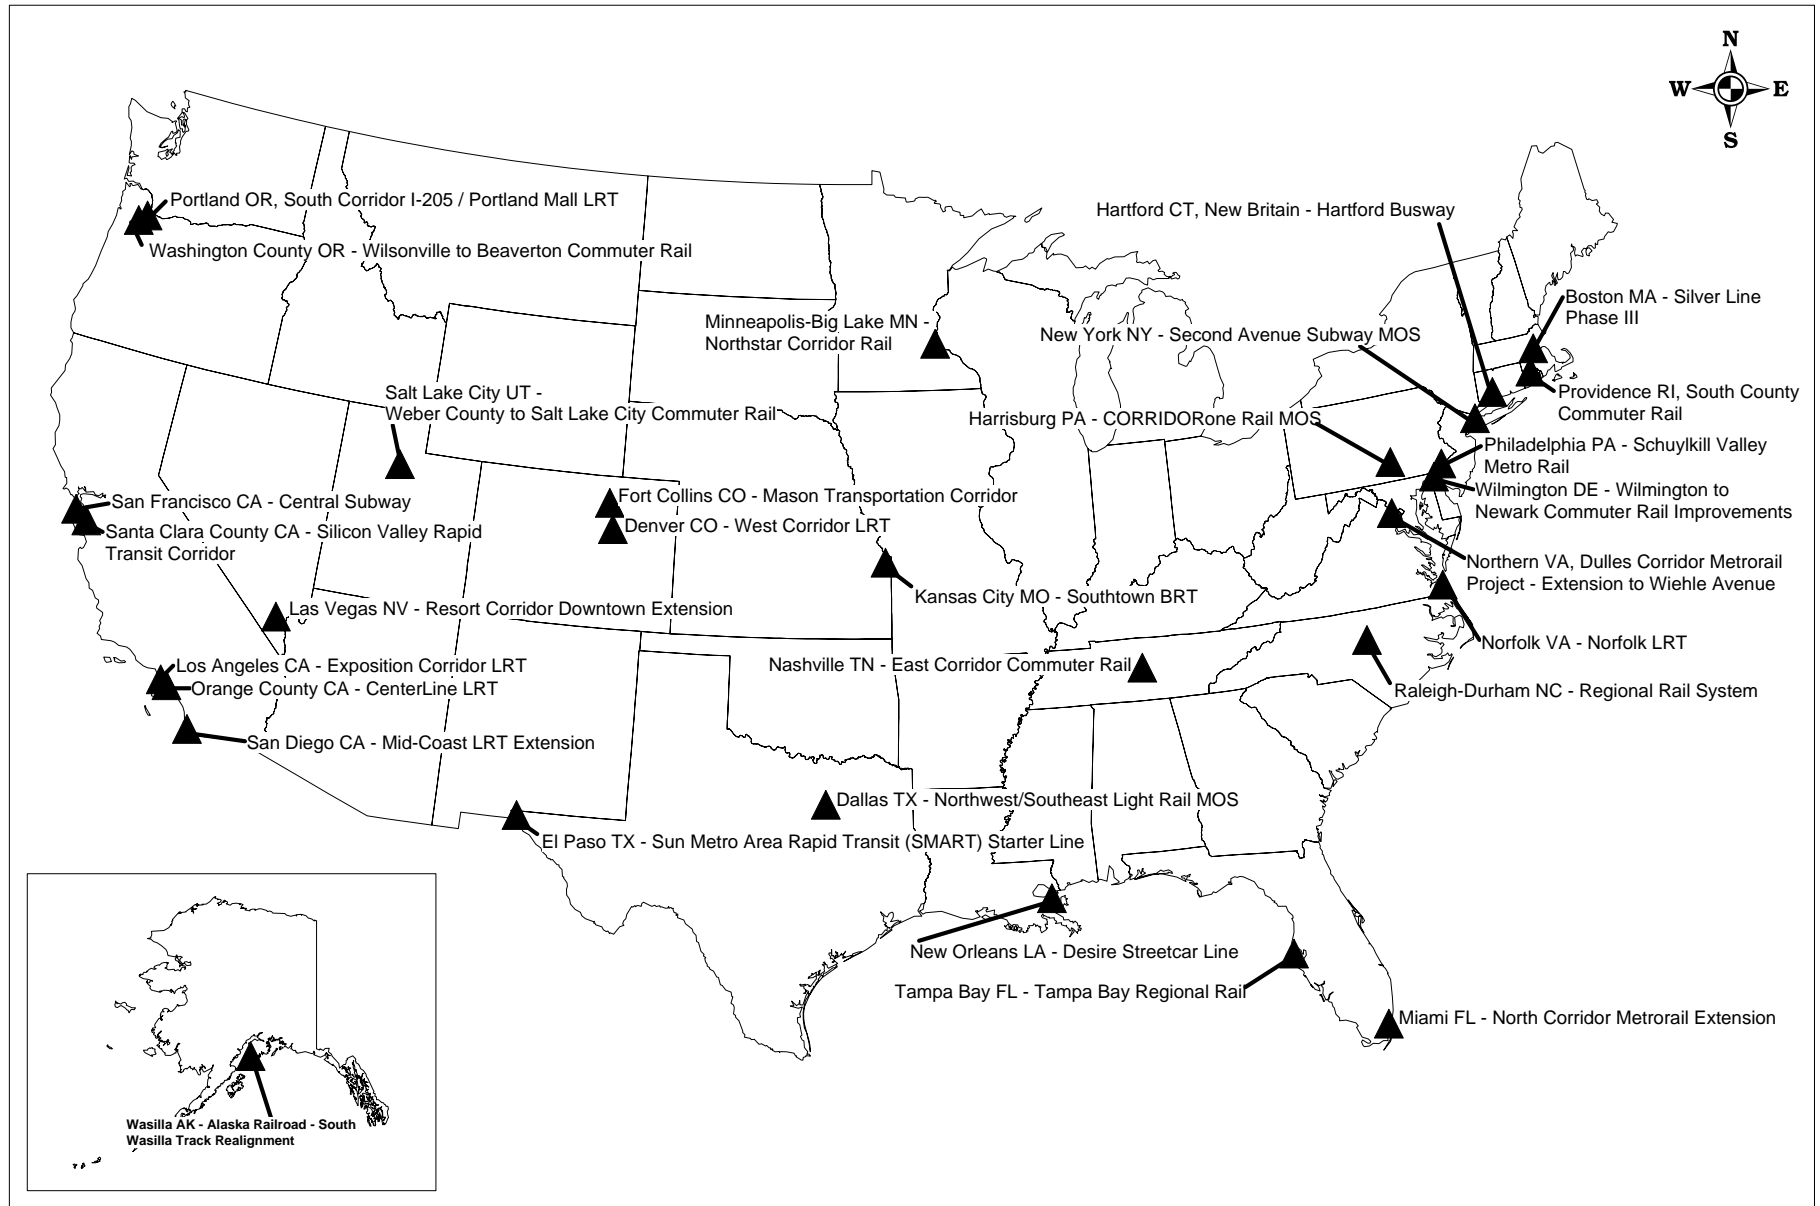 N
W E
S
Portland OR, South Corridor I-205 / Portland Mall LRT
Hartford CT, New Britain - Hartford Busway
Washington County OR - Wilsonville to Beaverton Commuter Rail
Boston MA - Silver Line
Phase III
Minneapolis-Big Lake MN -
Northstar Corridor Rail
New York NY - Second Avenue Subway MOS
Salt Lake City UT -
Weber County to Salt Lake City Commuter Rail
Providence RI, South County
Commuter Rail
Harrisburg PA - CORRIDORone Rail MOS
Philadelphia PA - Schuylkill Valley
Metro Rail
San Francisco CA - Central Subway
Fort Collins CO - Mason Transportation Corridor
Wilmington DE - Wilmington to
Newark Commuter Rail Improvements
Santa Clara County CA - Silicon Valley Rapid
Transit Corridor
Denver CO - West Corridor LRT
Northern VA, Dulles Corridor Metrorail
Project - Extension to Wiehle Avenue
Kansas City MO - Southtown BRT
Las Vegas NV - Resort Corridor Downtown Extension
Norfolk VA - Norfolk LRT
Los Angeles CA - Exposition Corridor LRT
Nashville TN - East Corridor Commuter Rail
Orange County CA - CenterLine LRT
Raleigh-Durham NC - Regional Rail System
San Diego CA - Mid-Coast LRT Extension
Dallas TX - Northwest/Southeast Light Rail MOS
El Paso TX - Sun Metro Area Rapid Transit (SMART) Starter Line
New Orleans LA - Desire Streetcar Line
Tampa Bay FL - Tampa Bay Regional Rail
Miami FL - North Corridor Metrorail Extension
Wasilla AK - Alaska Railroad - South
Wasilla Track Realignment